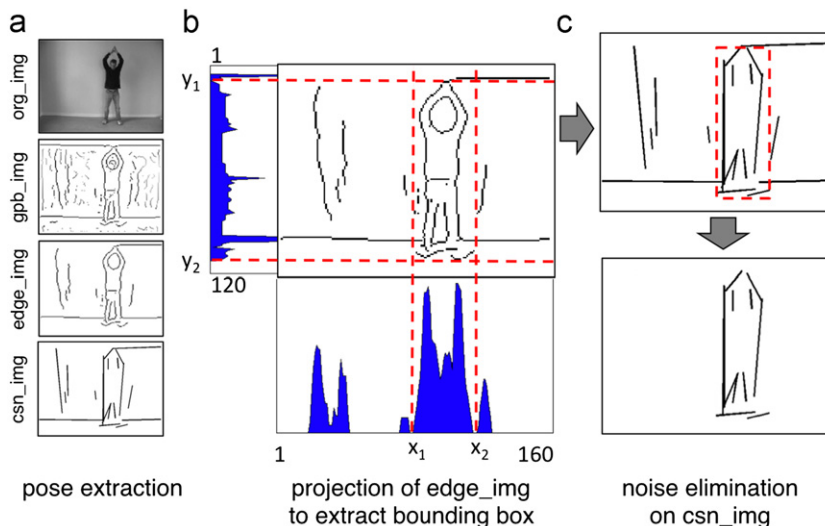 a
org_img
gpb_img
edge_img
csn_img
pose extraction
b
1
y1
y2
120
1
x1
x2
160
projection of edge_img
to extract bounding box
c
noise elimination
on csn_img